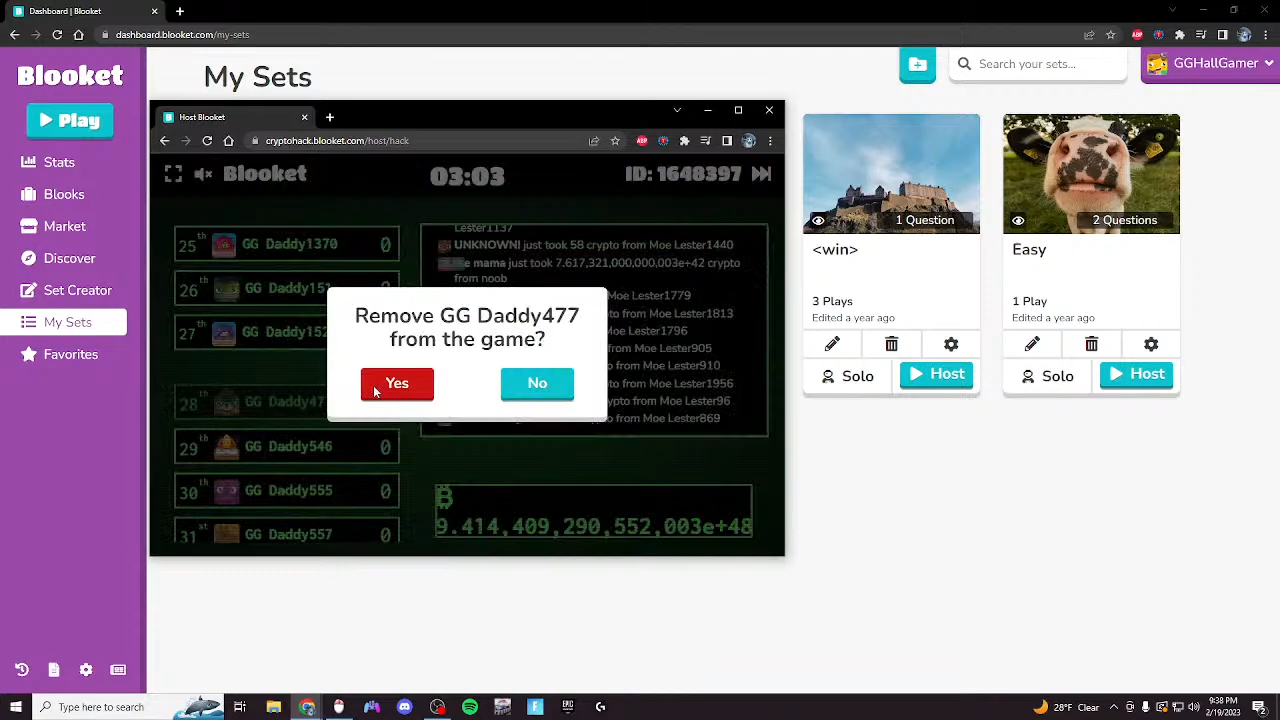 Dashboard | Blooket
dashboard.blooket.com/my-sets
Blooket
Play
Stats
Blooks
Market
Discover
Set Creator
My Sets
Favorites
My Sets
Search your sets...
GGHallGamer
Host Blooket
cryptohack.blooket.com/host/hack
Blooket
03:03
ID: 1648397
25th GG Daddy1370 0
26th GG Daddy151
27th GG Daddy152
28th GG Daddy47
29th GG Daddy546 0
30th GG Daddy555 0
31st GG Daddy557 0
Lester1137
UNKNOWN! just took 58 crypto from Moe Lester1440
mama just took 7.617,321,000,000,003e+42 crypto
from noob
Moe Lester1779
from Moe Lester1813
Moe Lester1796
from Moe Lester905
from Moe Lester910
from Moe Lester1956
from Moe Lester96
from Moe Lester869
9.414,409,290,552,003e+48
Remove GG Daddy477
from the game?
Yes
No
1 Question
<win>
3 Plays
Edited a year ago
Solo
Host
2 Questions
Easy
1 Play
Edited a year ago
Solo
Host
Type here to search
28°F Clear
9:38 PM
2/19/2023